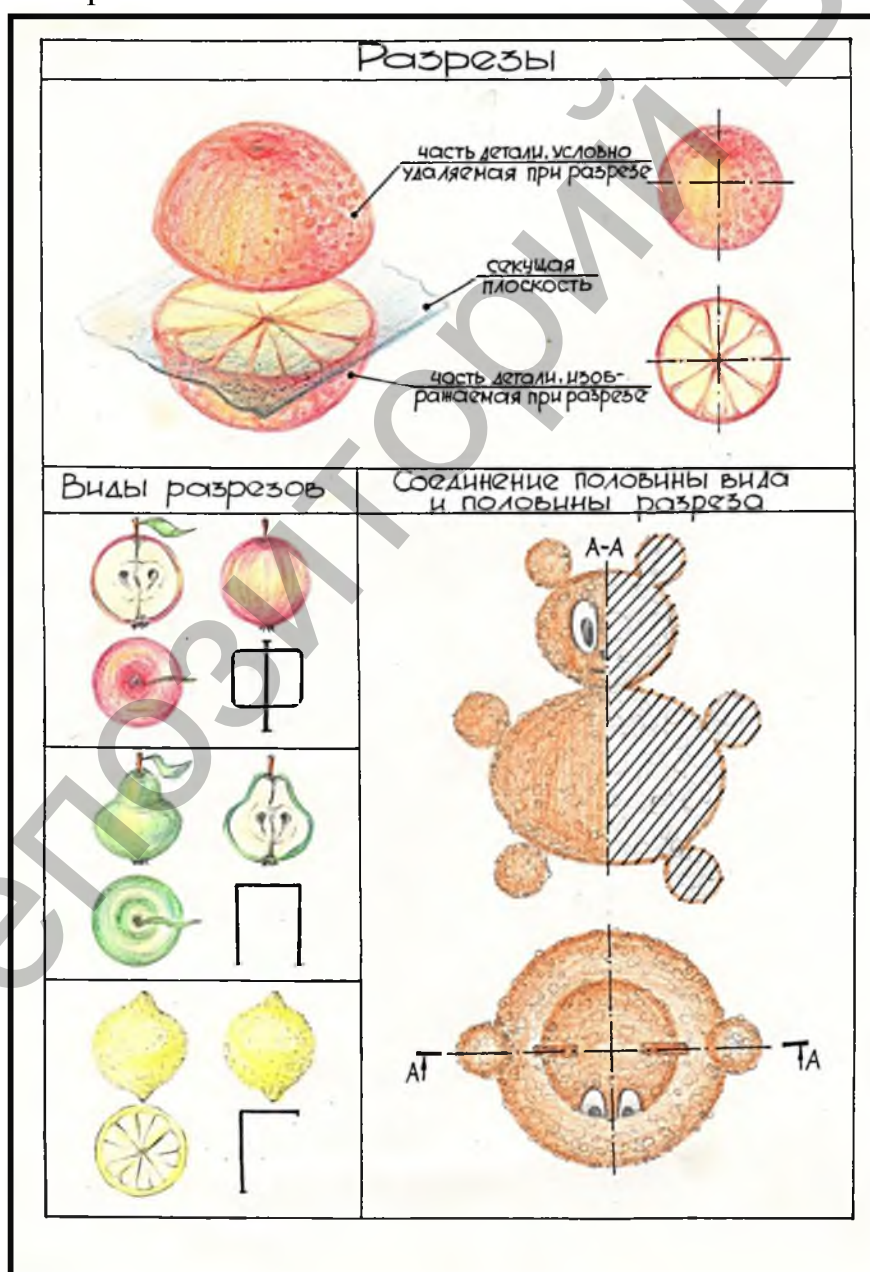 Разрезы
часть детали, условно
удаляемая при разрезе
секущая
плоскость
часть детали, изоб-
ражаемая при разрезе
Виды разрезов
Соединение половины вида
и половины разреза
А-А
Ф
П
Г
А
А
епозиторий В